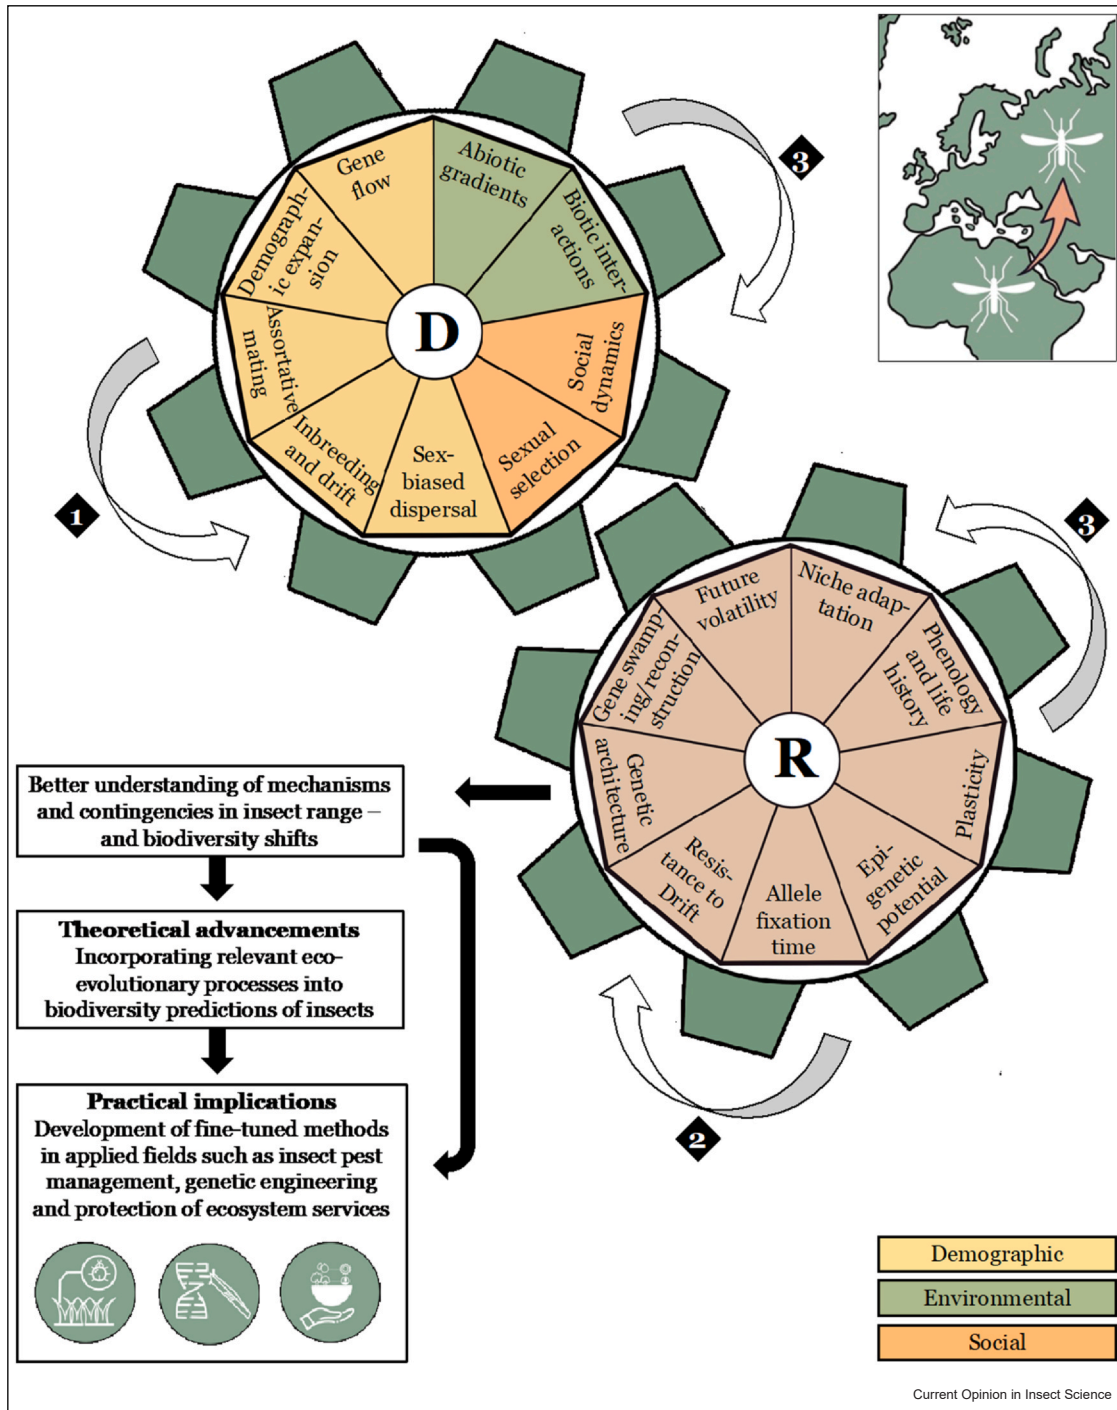 Gene
flow
Abiotic
gradients
Biotic inter-
actions
Social
dynamics
Sexual
selection
Sex-
biased
dispersal
Inbreeding
and drift
Assortative
mating
Demograph-
ic expan-
sion
D
3
1
Future
volatility
Niche adap-
tation
Phenology
and life
history
Plasticity
Epi-
genetic
potential
Allele
fixation
time
Resis-
tance to
Drift
Genetic
architecture
Gene swamp-
ing/recon-
struction
R
3
2
Better understanding of mechanisms
and contingencies in insect range –
and biodiversity shifts
Theoretical advancements
Incorporating relevant eco-
evolutionary processes into
biodiversity predictions of insects
Practical implications
Development of fine-tuned methods
in applied fields such as insect pest
management, genetic engineering
and protection of ecosystem services
Demographic
Environmental
Social
Current Opinion in Insect Science